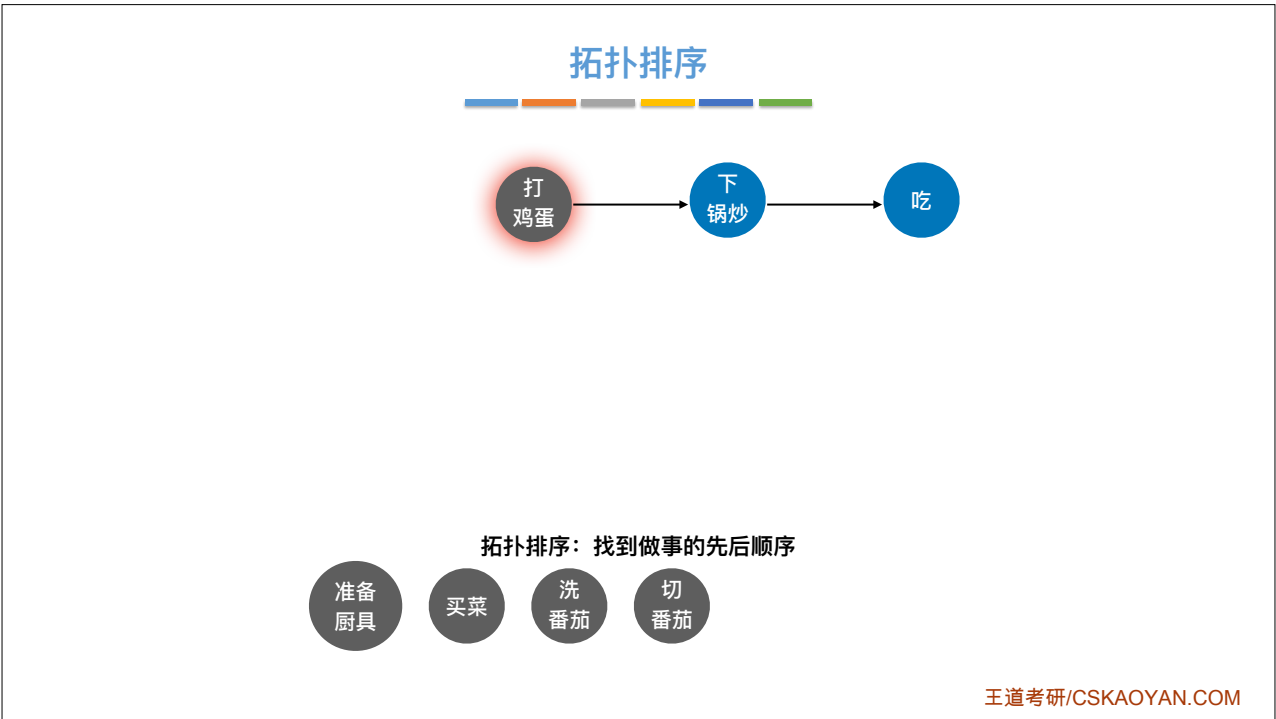 拓扑排序
打
鸡蛋
下
锅炒
吃
拓扑排序：找到做事的先后顺序
准备
厨具
买菜
洗
番茄
切
番茄
王道考研/CSKAOYAN.COM